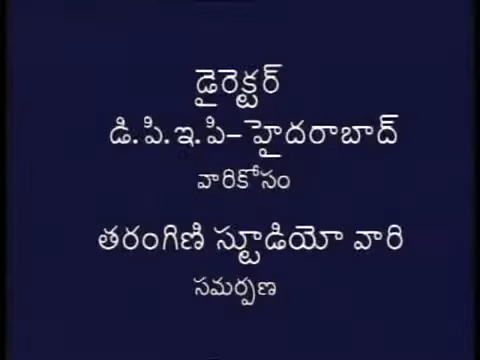 డైరెక్టర్
డి. పి. ఇ. పి– హైదరాబాద్
వారికోసం
తరంగిణి స్టూడియో వారి
సమర్పణ